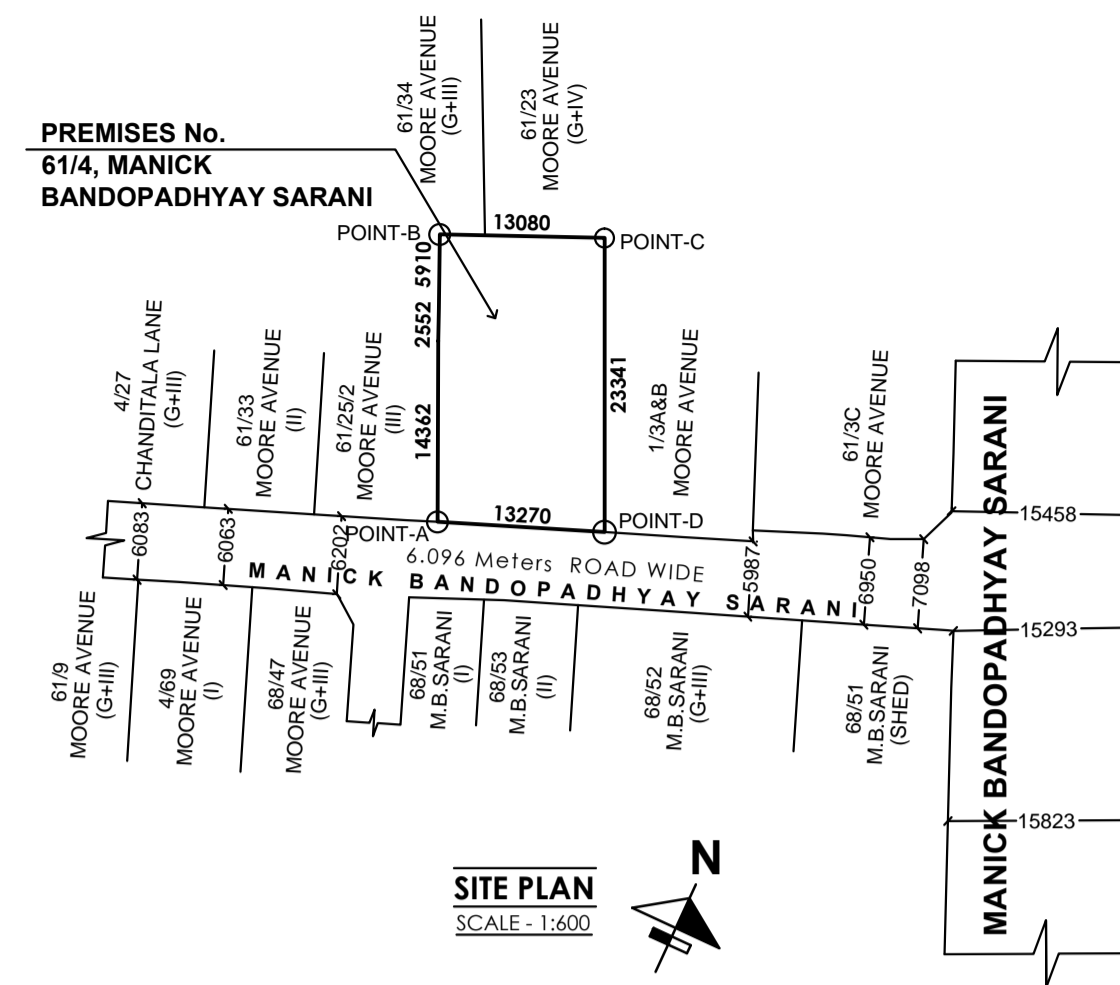 61/34
MOORE AVENUE
(G+III)
61/23
MOORE AVENUE
(G+IV)
PREMISES No.
61/4, MANICK
BANDOPADHYAY SARANI
POINT-B
13080
POINT-C
5910
2552
14362
23341
4/27
CHANDITALA LANE
(G+III)
61/33
MOORE AVENUE
(II)
61/25/2
MOORE AVENUE
(III)
1/3A&B
MOORE AVENUE
61/3C
MOORE AVENUE
POINT-A
13270
POINT-D
6083
6063
6202
6.096 Meters ROAD WIDE
MANICK BANDOPADHYAY SARANI
5987
6950
7098
15458
15293
15823
MANICK BANDOPADHYAY SARANI
61/9
MOORE AVENUE
(G+III)
4/69
MOORE AVENUE
(I)
68/47
MOORE AVENUE
(G+III)
68/51
M.B.SARANI
(I)
68/53
M.B.SARANI
(II)
68/52
M.B.SARANI
(G+III)
68/51
M.B.SARANI
(SHED)
SITE PLAN
SCALE - 1:600
N